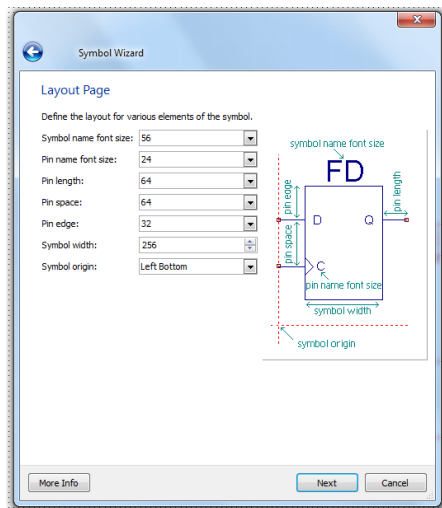 Symbol Wizard
Layout Page
Define the layout for various elements of the symbol.
Symbol name font size: 56
Pin name font size: 24
Pin length: 64
Pin space: 64
Pin edge: 32
Symbol width: 256
Symbol origin: Left Bottom
symbol name font size
FD
pin edge
pin length
D Q
pin space
C
pin name font size
symbol width
symbol origin
More Info Next Cancel